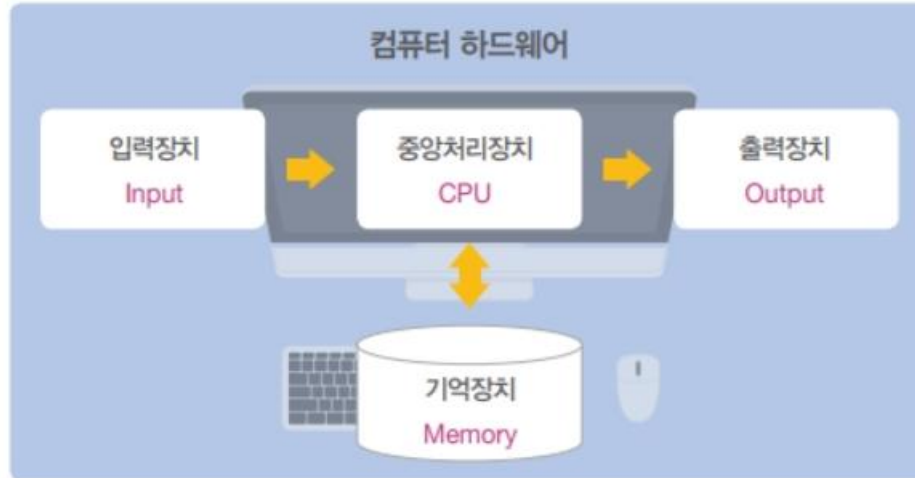 컴퓨터 하드웨어
입력장치
Input
중앙처리장치
CPU
출력장치
Output
기억장치
Memory